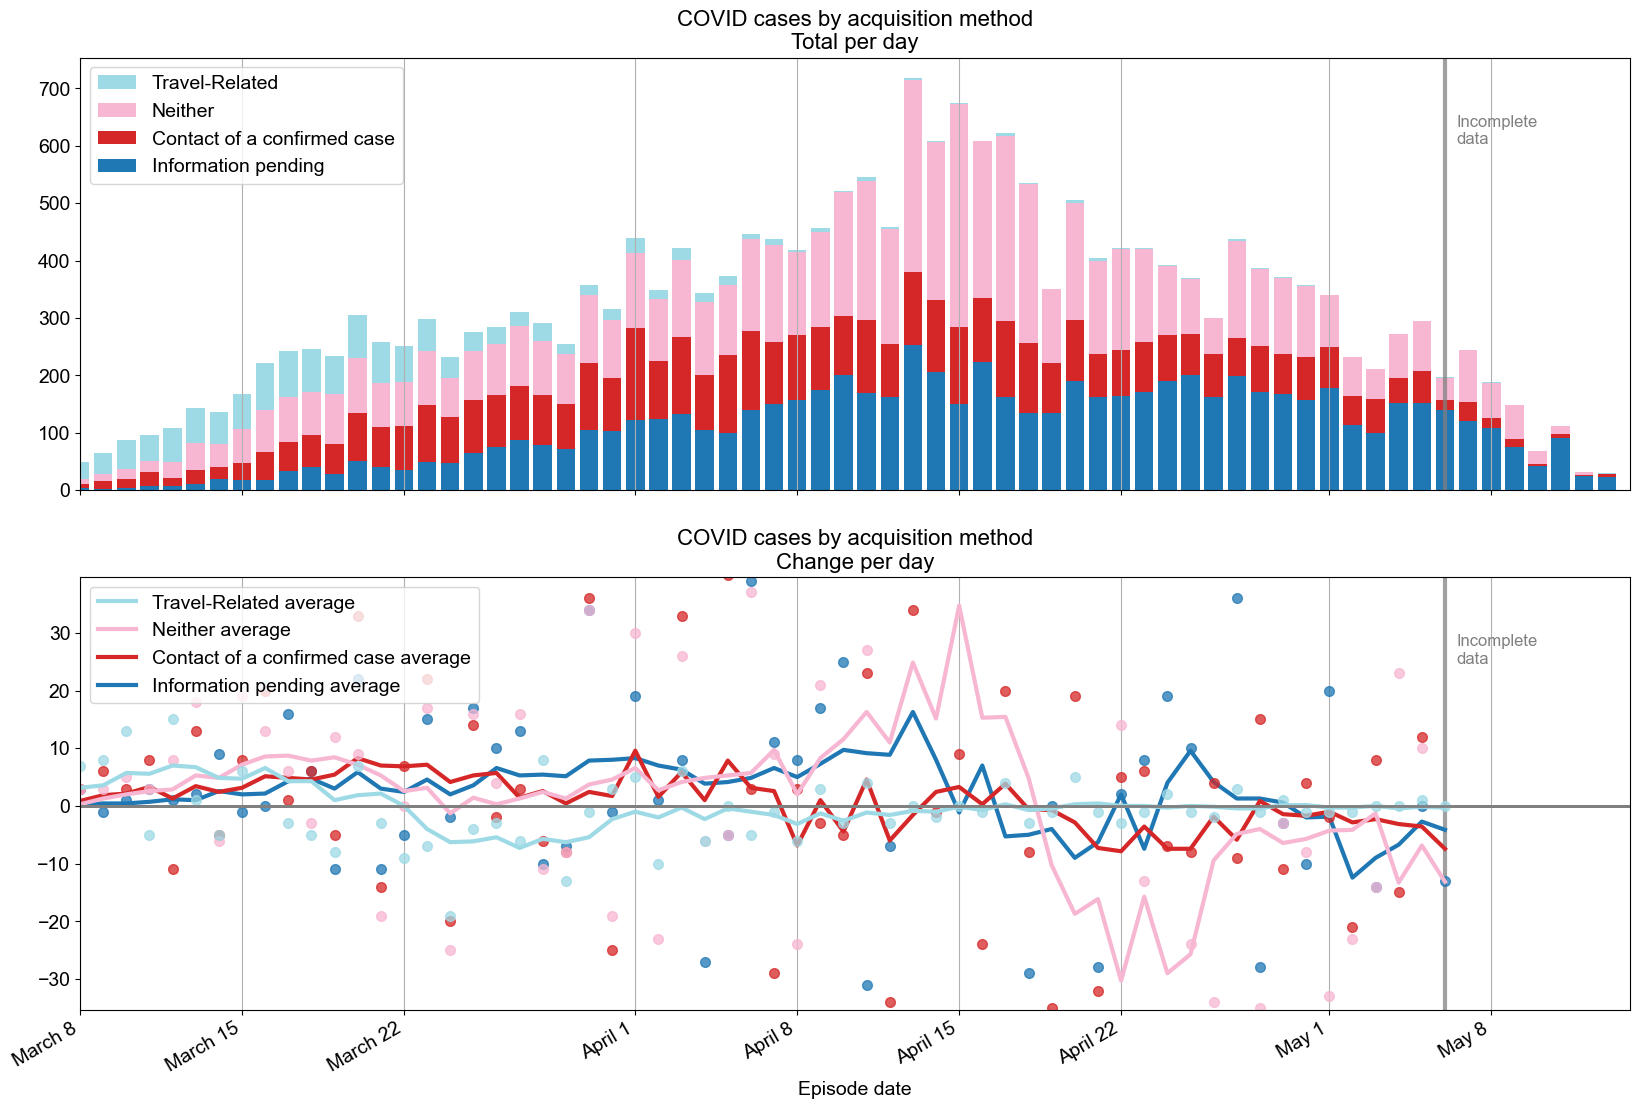 COVID cases by acquisition method
Total per day
700
600
500
400
300
200
100
0
Travel-Related
Neither
Contact of a confirmed case
Information pending
Incomplete
data
COVID cases by acquisition method
Change per day
30
20
10
0
−10
−20
−30
Travel-Related average
Neither average
Contact of a confirmed case average
Information pending average
Incomplete
data
March 8
March 15
March 22
April 1
April 8
April 15
April 22
May 1
May 8
Episode date